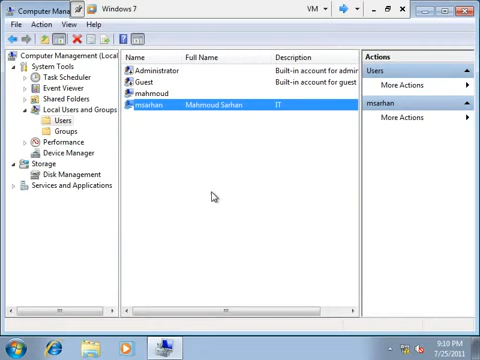 Computer Mana
Windows 7
VM
File Action View Help
Computer Management (Local
System Tools
Task Scheduler
Event Viewer
Shared Folders
Local Users and Groups
Users
Groups
Performance
Device Manager
Storage
Disk Management
Services and Applications
Name Full Name Description
Administrator Built-in account for admir
Guest Built-in account for guest
mahmoud
msarhan Mahmoud Sarhan IT
Actions
Users
More Actions
msarhan
More Actions
9:10 PM
7/25/2011